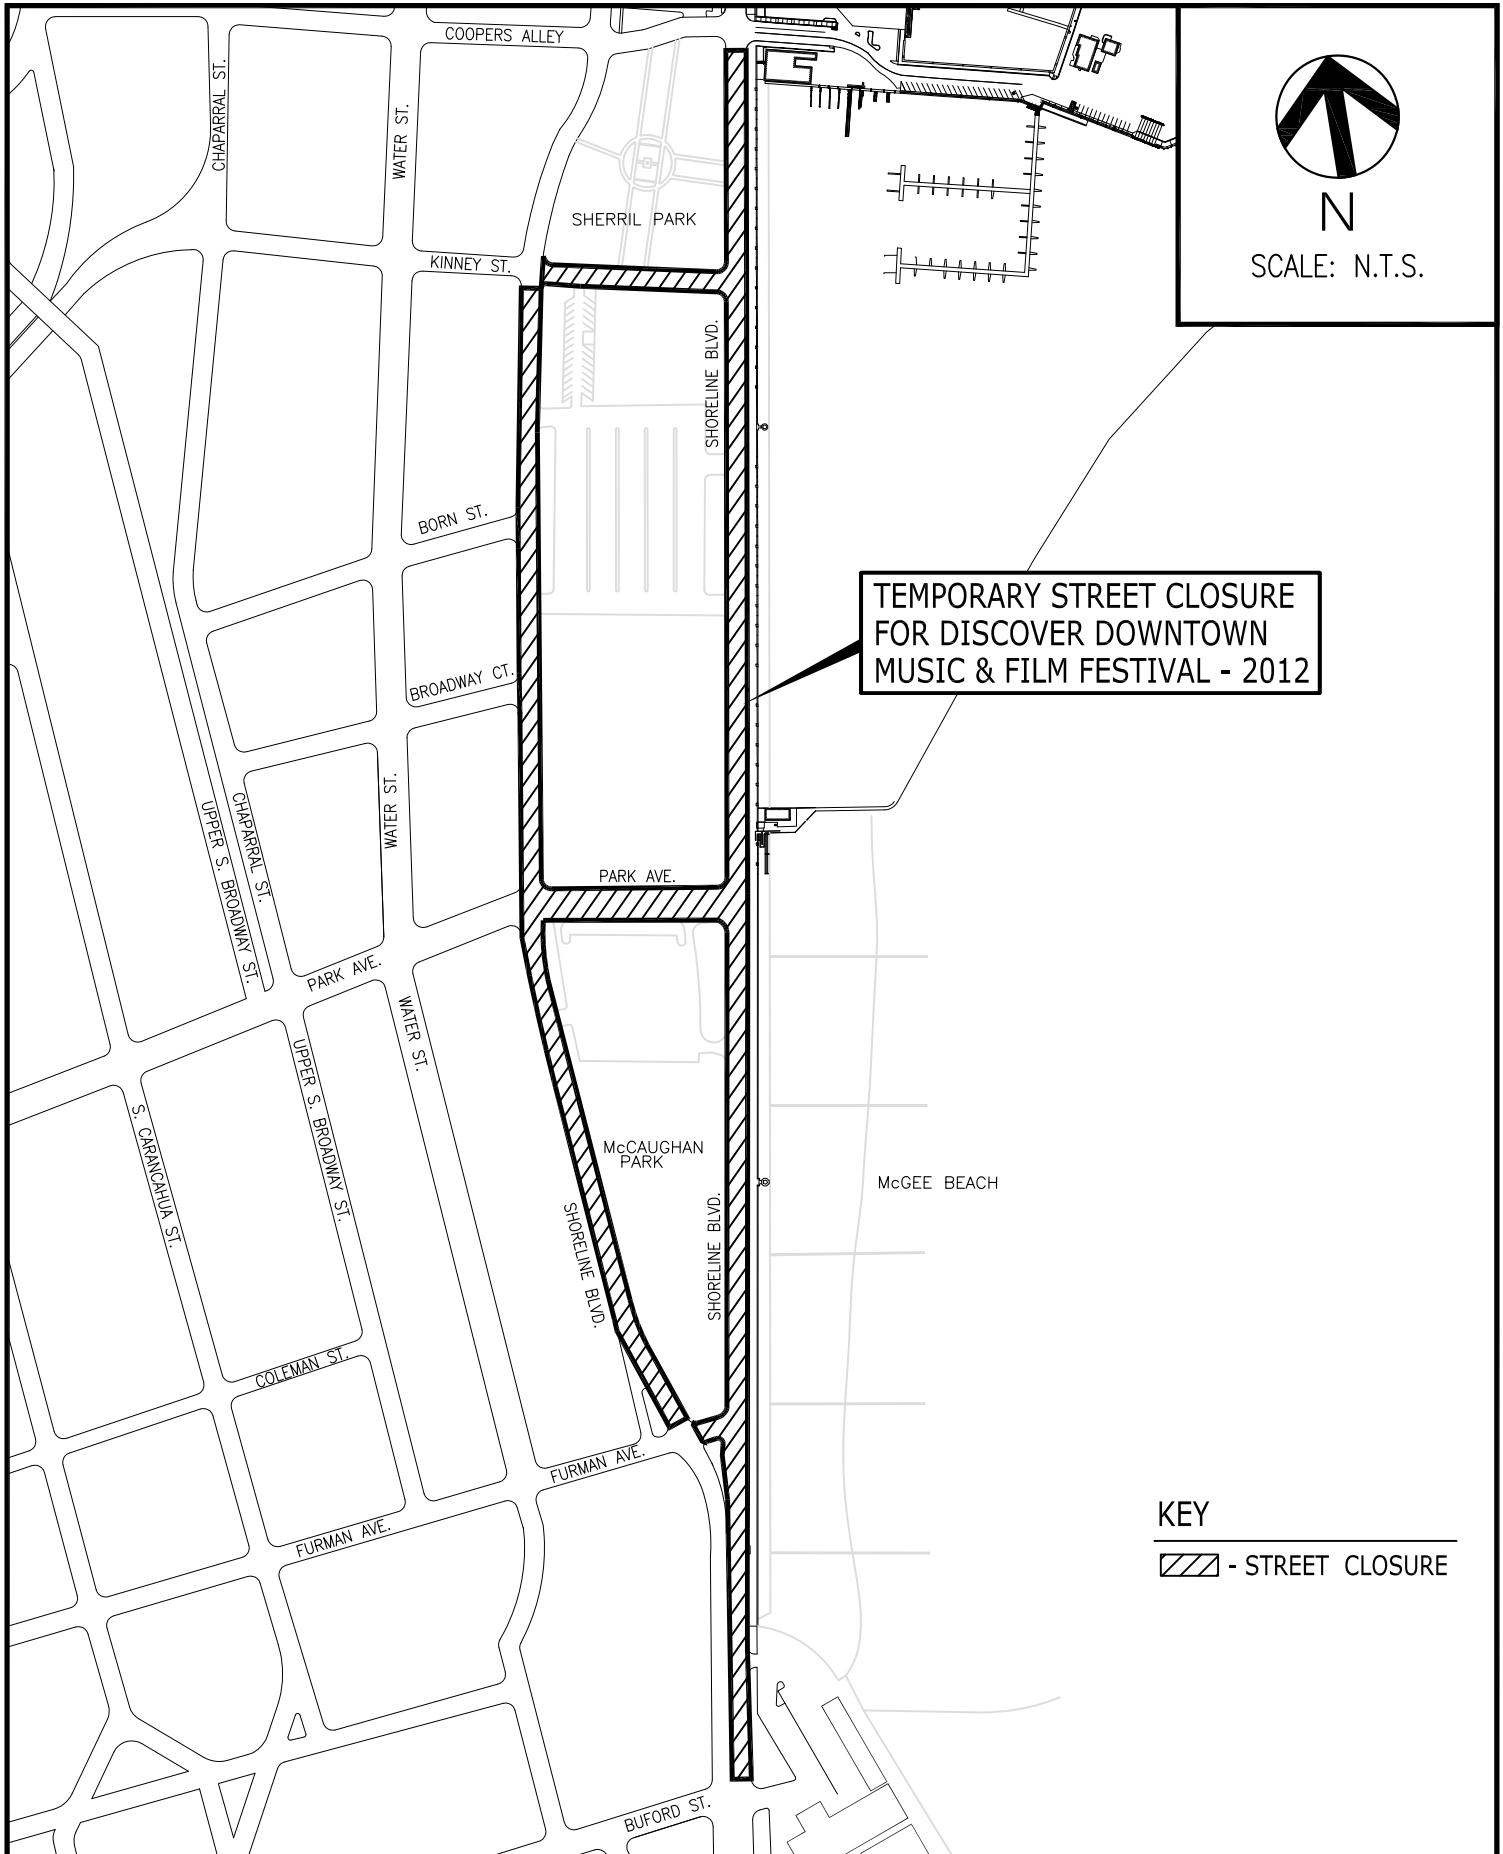 COOPERS ALLEY
CHAPARRAL ST.
WATER ST.
N
SCALE: N.T.S.
SHERRIL PARK
KINNEY ST.
SHORELINE BLVD.
BORN ST.
TEMPORARY STREET CLOSURE
FOR DISCOVER DOWNTOWN
MUSIC & FILM FESTIVAL - 2012
BROADWAY CT.
WATER ST.
CHAPARRAL ST.
UPPER S. BROADWAY ST.
PARK AVE.
PARK AVE.
WATER ST.
UPPER S. BROADWAY ST.
S. CARANCAHUA ST.
McCAUGHAN
PARK
McGEE BEACH
SHORELINE BLVD.
SHORELINE BLVD.
COLEMAN ST.
FURMAN AVE.
FURMAN AVE.
KEY
- STREET CLOSURE
BUFORD ST.